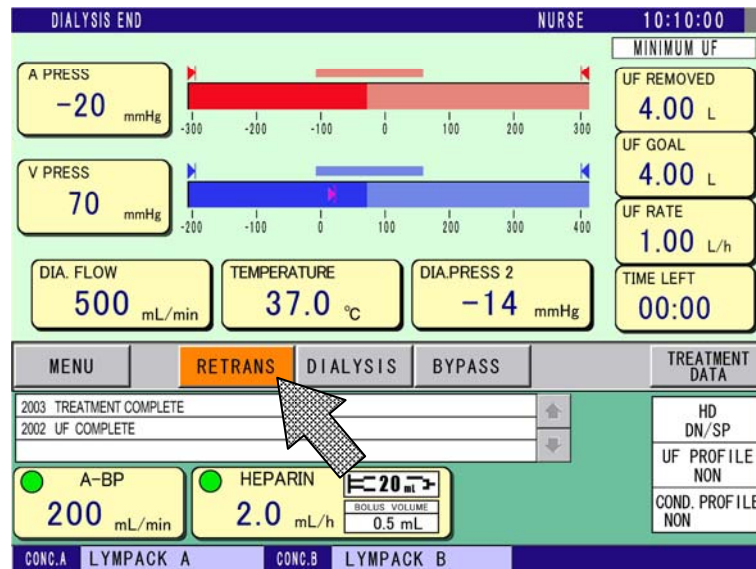 DIALYSIS END NURSE 10:10:00
MINIMUM UF
A PRESS
-20 mmHg
-300 -200 -100 0 100 200 300
UF REMOVED
4.00 L
UF GOAL
4.00 L
V PRESS
70 mmHg
-200 -100 0 100 200 300 400
UF RATE
1.00 L/h
DIA. FLOW
500 mL/min
TEMPERATURE
37.0 °C
DIA.PRESS 2
-14 mmHg
TIME LEFT
00:00
MENU RETRANS DIALYSIS BYPASS TREATMENT DATA
2003 TREATMENT COMPLETE
2002 UF COMPLETE
HD
DN/SP
UF PROFILE
NON
COND. PROFILE
NON
A-BP
200 mL/min
HEPARIN
2.0 mL/h
20 mL
BOLUS VOLUME
0.5 mL
CONC.A LYMPACK A CONC.B LYMPACK B